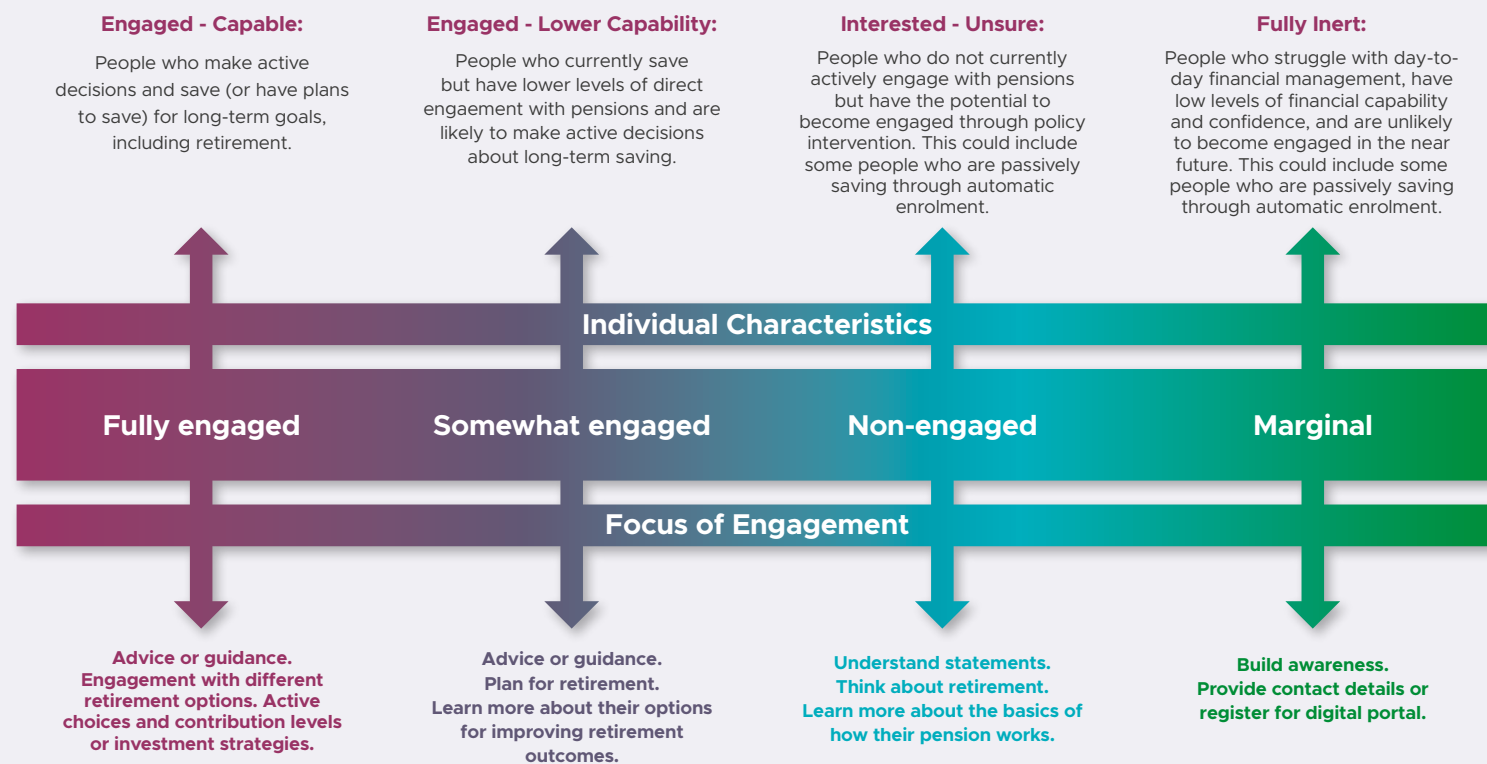 Engaged - Capable:
People who make active
decisions and save (or have plans
to save) for long-term goals,
including retirement.
Engaged - Lower Capability:
People who currently save
but have lower levels of direct
engaement with pensions and are
likely to make active decisions
about long-term saving.
Interested - Unsure:
People who do not currently
actively engage with pensions
but have the potential to
become engaged through policy
intervention. This could include
some people who are passively
saving through automatic
enrolment.
Fully Inert:
People who struggle with day-to-
day financial management, have
low levels of financial capability
and confidence, and are unlikely
to become engaged in the near
future. This could include some
people who are passively saving
through automatic enrolment.
Individual Characteristics
Fully engaged
Somewhat engaged
Non-engaged
Marginal
Focus of Engagement
Advice or guidance.
Engagement with different
retirement options. Active
choices and contribution levels
or investment strategies.
Advice or guidance.
Plan for retirement.
Learn more about their options
for improving retirement
outcomes.
Understand statements.
Think about retirement.
Learn more about the basics of
how their pension works.
Build awareness.
Provide contact details or
register for digital portal.